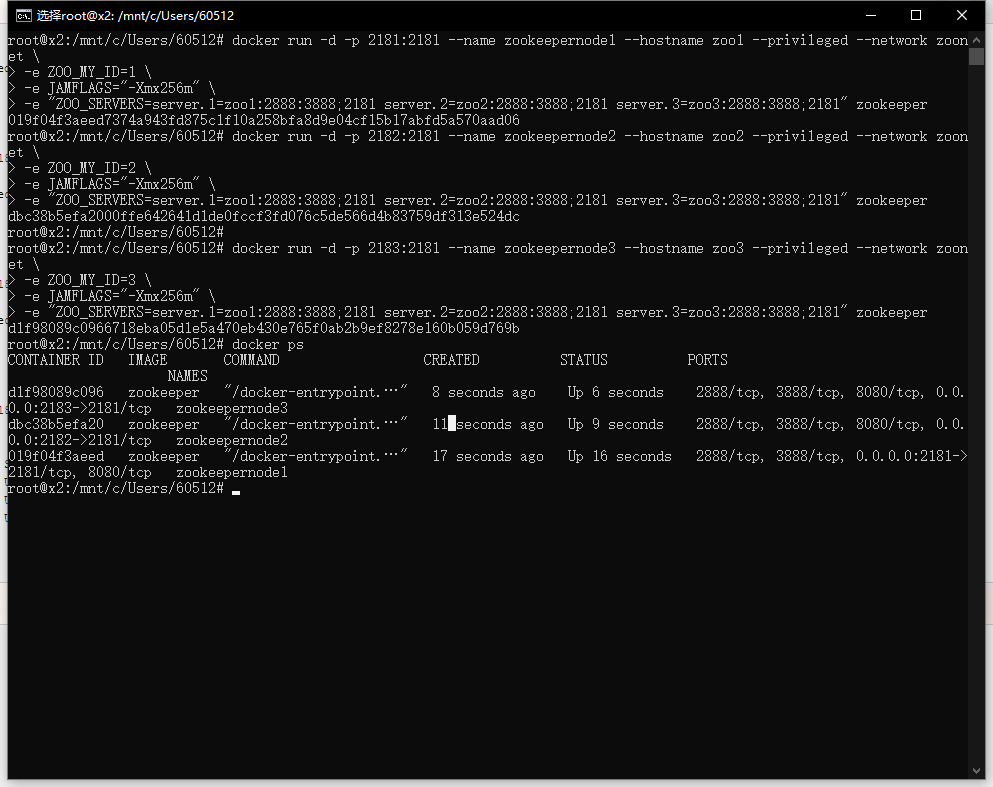 选择root@x2: /mnt/c/Users/60512
root@x2:/mnt/c/Users/60512# docker run -d -p 2181:2181 --name zookeepernode1 --hostname zoo1 --privileged --network zoon
et \
> -e ZOO_MY_ID=1 \
> -e JAMFLAGS="-Xmx256m" \
> -e "ZOO_SERVERS=server.1=zoo1:2888:3888;2181 server.2=zoo2:2888:3888;2181 server.3=zoo3:2888:3888;2181" zookeeper
019f04f3aeed7374a943fd875c1f10a258bfa8d9e04cf15b17abfd5a570aad06
root@x2:/mnt/c/Users/60512# docker run -d -p 2182:2181 --name zookeepernode2 --hostname zoo2 --privileged --network zoon
et \
> -e ZOO_MY_ID=2 \
> -e JAMFLAGS="-Xmx256m" \
> -e "ZOO_SERVERS=server.1=zoo1:2888:3888;2181 server.2=zoo2:2888:3888;2181 server.3=zoo3:2888:3888;2181" zookeeper
dbc38b5efa2000ffe642641d1de0fccf3fd076c5de566d4b83759df313e524dc
root@x2:/mnt/c/Users/60512#
root@x2:/mnt/c/Users/60512# docker run -d -p 2183:2181 --name zookeepernode3 --hostname zoo3 --privileged --network zoon
et \
> -e ZOO_MY_ID=3 \
> -e JAMFLAGS="-Xmx256m" \
> -e "ZOO_SERVERS=server.1=zoo1:2888:3888;2181 server.2=zoo2:2888:3888;2181 server.3=zoo3:2888:3888;2181" zookeeper
d1f98089c0966718eba05d1e5a470eb430e765f0ab2b9ef8278e160b059d769b
root@x2:/mnt/c/Users/60512# docker ps
CONTAINER ID   IMAGE       COMMAND                  CREATED          STATUS          PORTS
                    NAMES
d1f98089c096   zookeeper   "/docker-entrypoint.…"   8 seconds ago    Up 6 seconds    2888/tcp, 3888/tcp, 8080/tcp, 0.0.
0.0:2183->2181/tcp   zookeepernode3
dbc38b5efa20   zookeeper   "/docker-entrypoint.…"   11 seconds ago   Up 9 seconds    2888/tcp, 3888/tcp, 8080/tcp, 0.0.
0.0:2182->2181/tcp   zookeepernode2
019f04f3aeed   zookeeper   "/docker-entrypoint.…"   17 seconds ago   Up 16 seconds   2888/tcp, 3888/tcp, 0.0.0.0:2181->
2181/tcp, 8080/tcp   zookeepernode1
root@x2:/mnt/c/Users/60512#